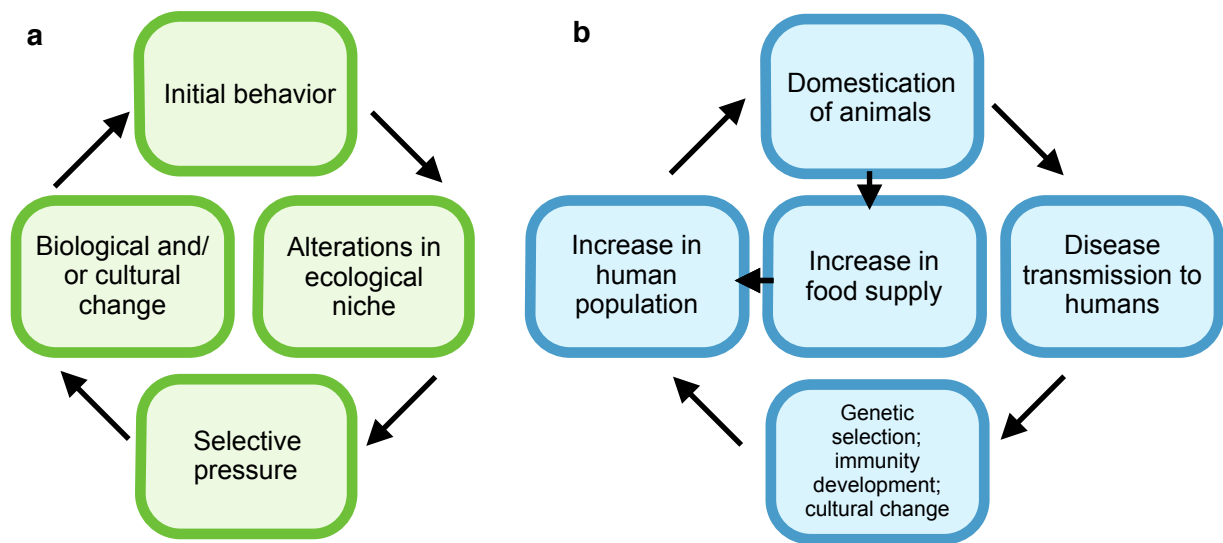 a
Initial behavior
Biological and/
or cultural
change
Alterations in
ecological
niche
Selective
pressure
b
Domestication
of animals
Increase in
human
population
Increase in
food supply
Disease
transmission to
humans
Genetic
selection;
immunity
development;
cultural change